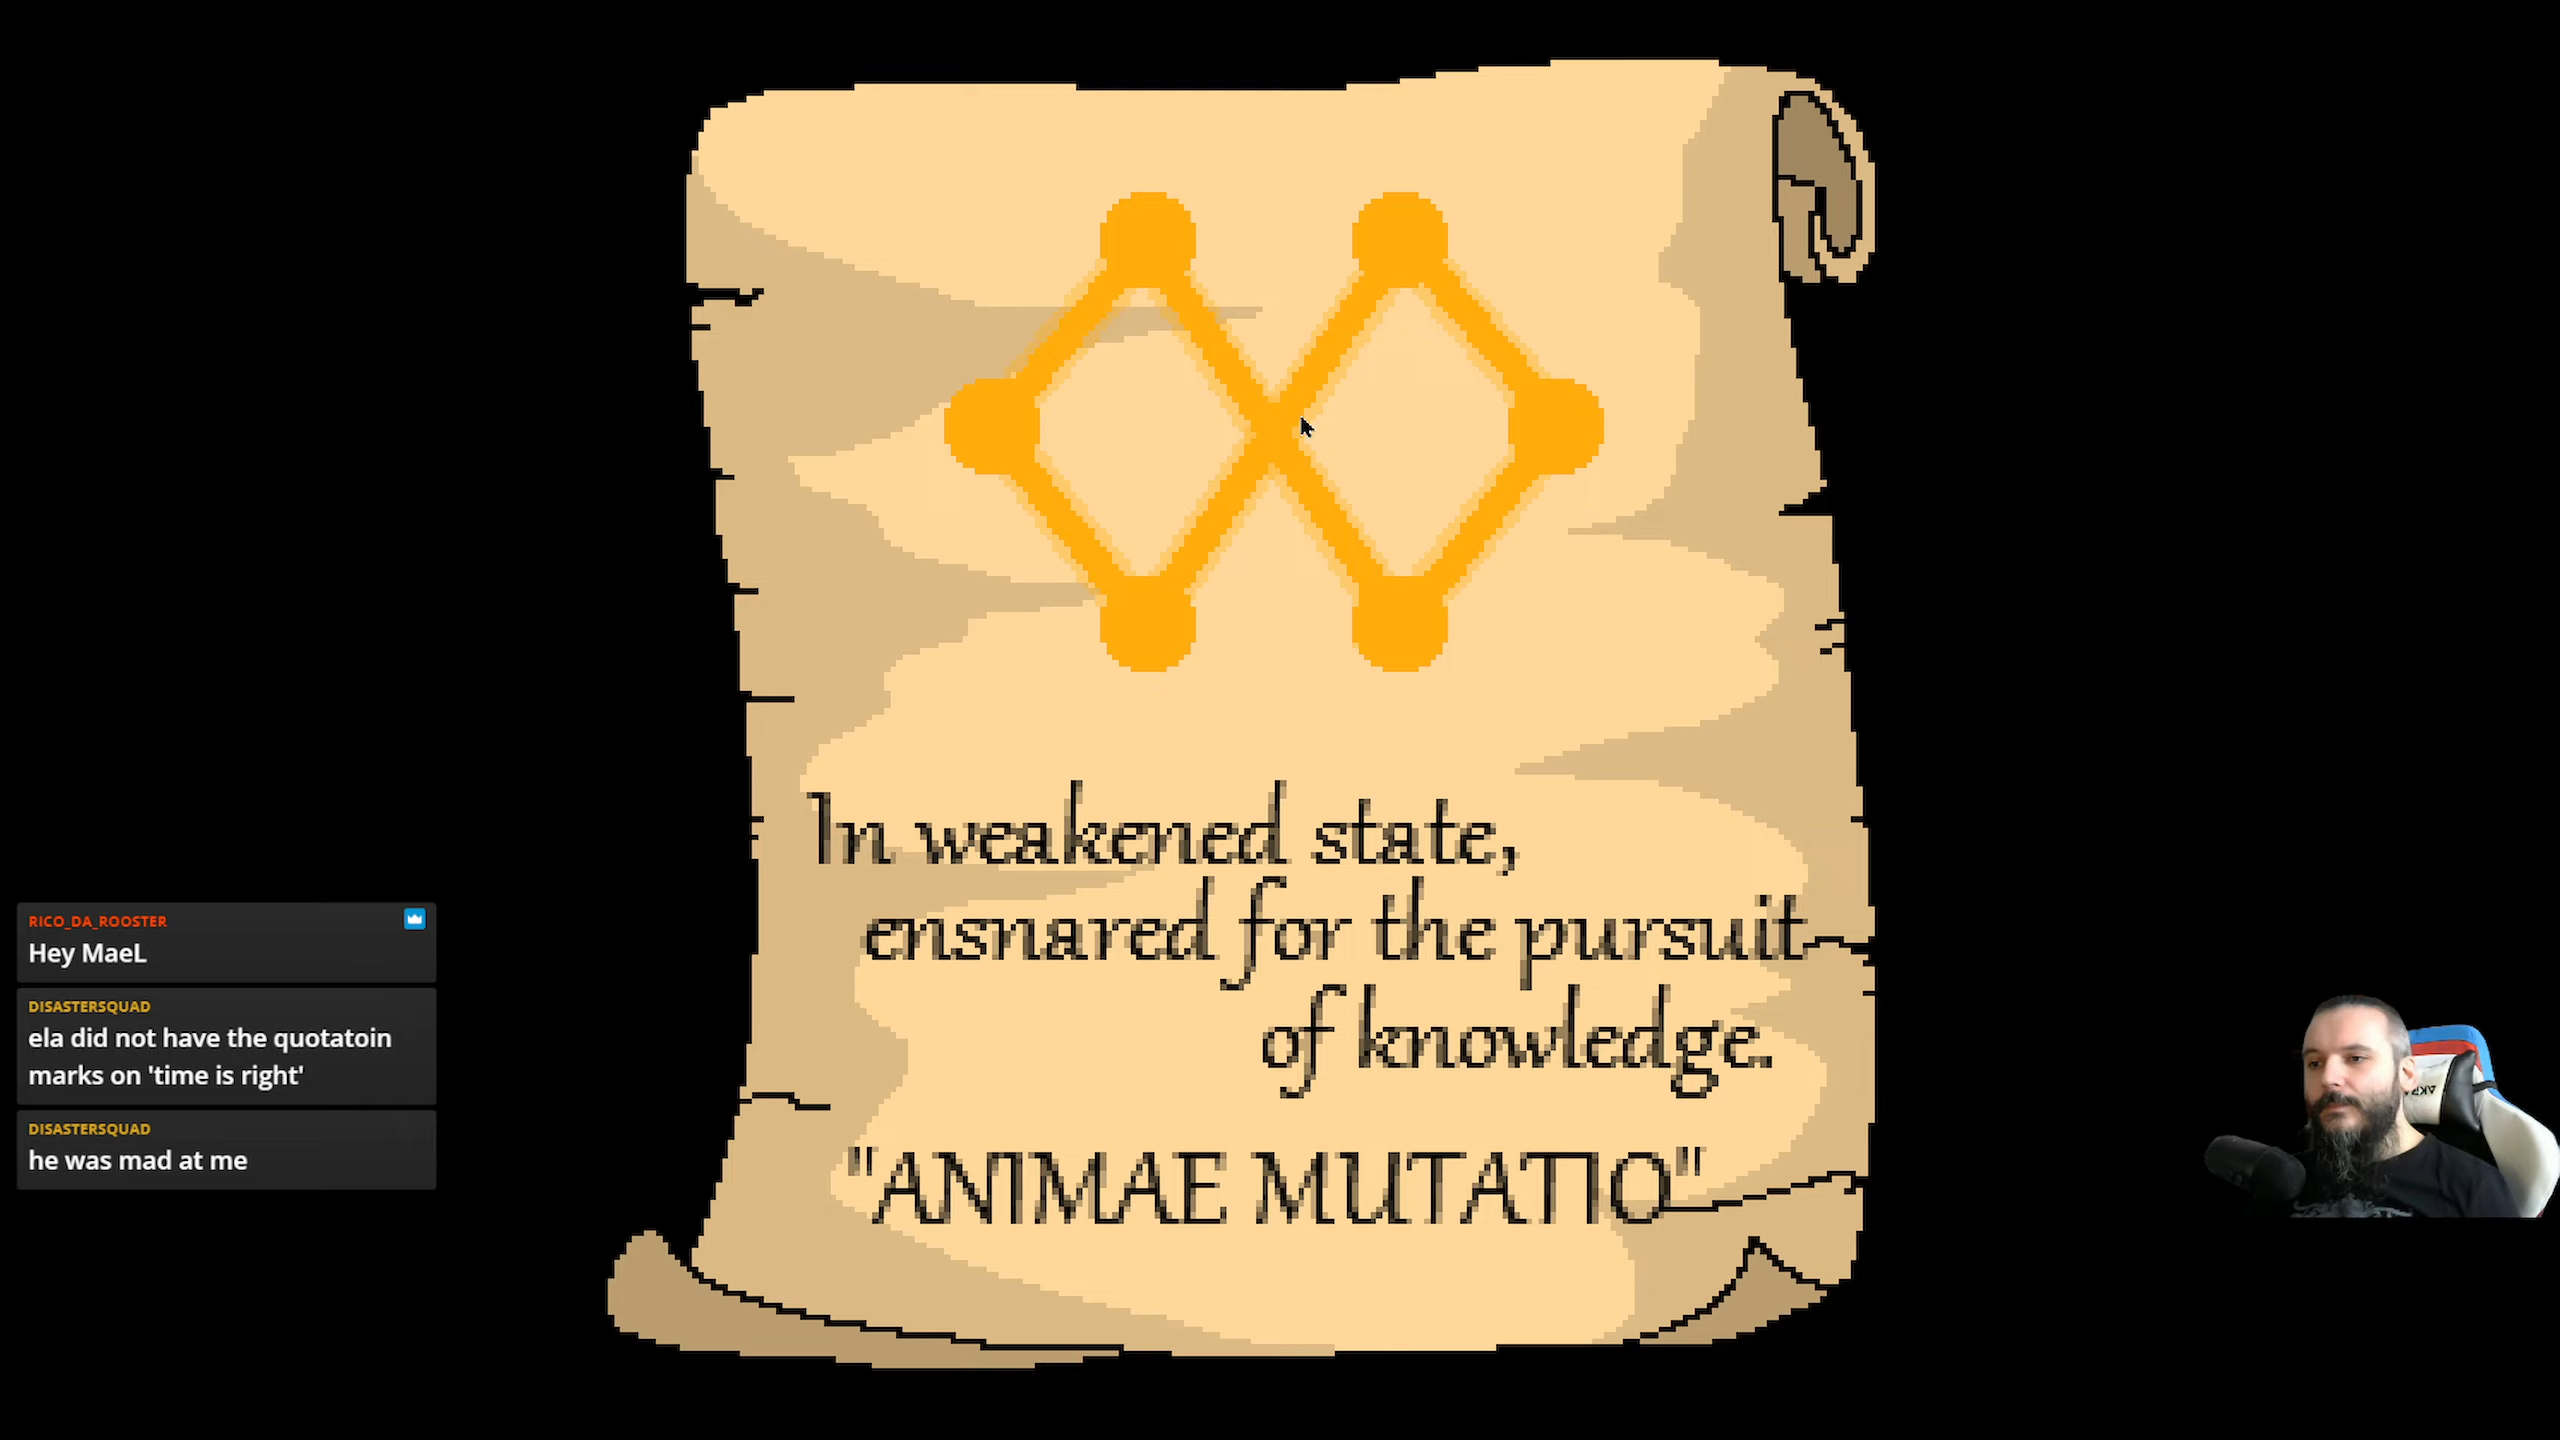 In weakened state,
ensnared for the pursuit
of knowledge.
"ANIMAE MUTATIO"
RICO_DA_ROOSTER
Hey MaeL
DISASTERSQUAD
ela did not have the quotatoin
marks on 'time is right'
DISASTERSQUAD
he was mad at me